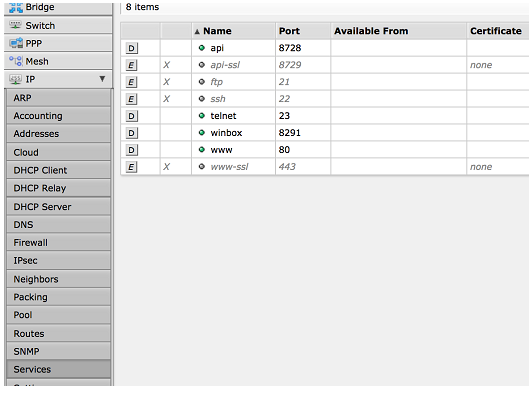 Bridge
Switch
PPP
Mesh
IP ▼
ARP
Accounting
Addresses
Cloud
DHCP Client
DHCP Relay
DHCP Server
DNS
Firewall
IPsec
Neighbors
Packing
Pool
Routes
SNMP
Services
8 items
▲ Name Port Available From Certificate
D api 8728
E X api-ssl 8729 none
E X ftp 21
E X ssh 22
D telnet 23
D winbox 8291
D www 80
E X www-ssl 443 none